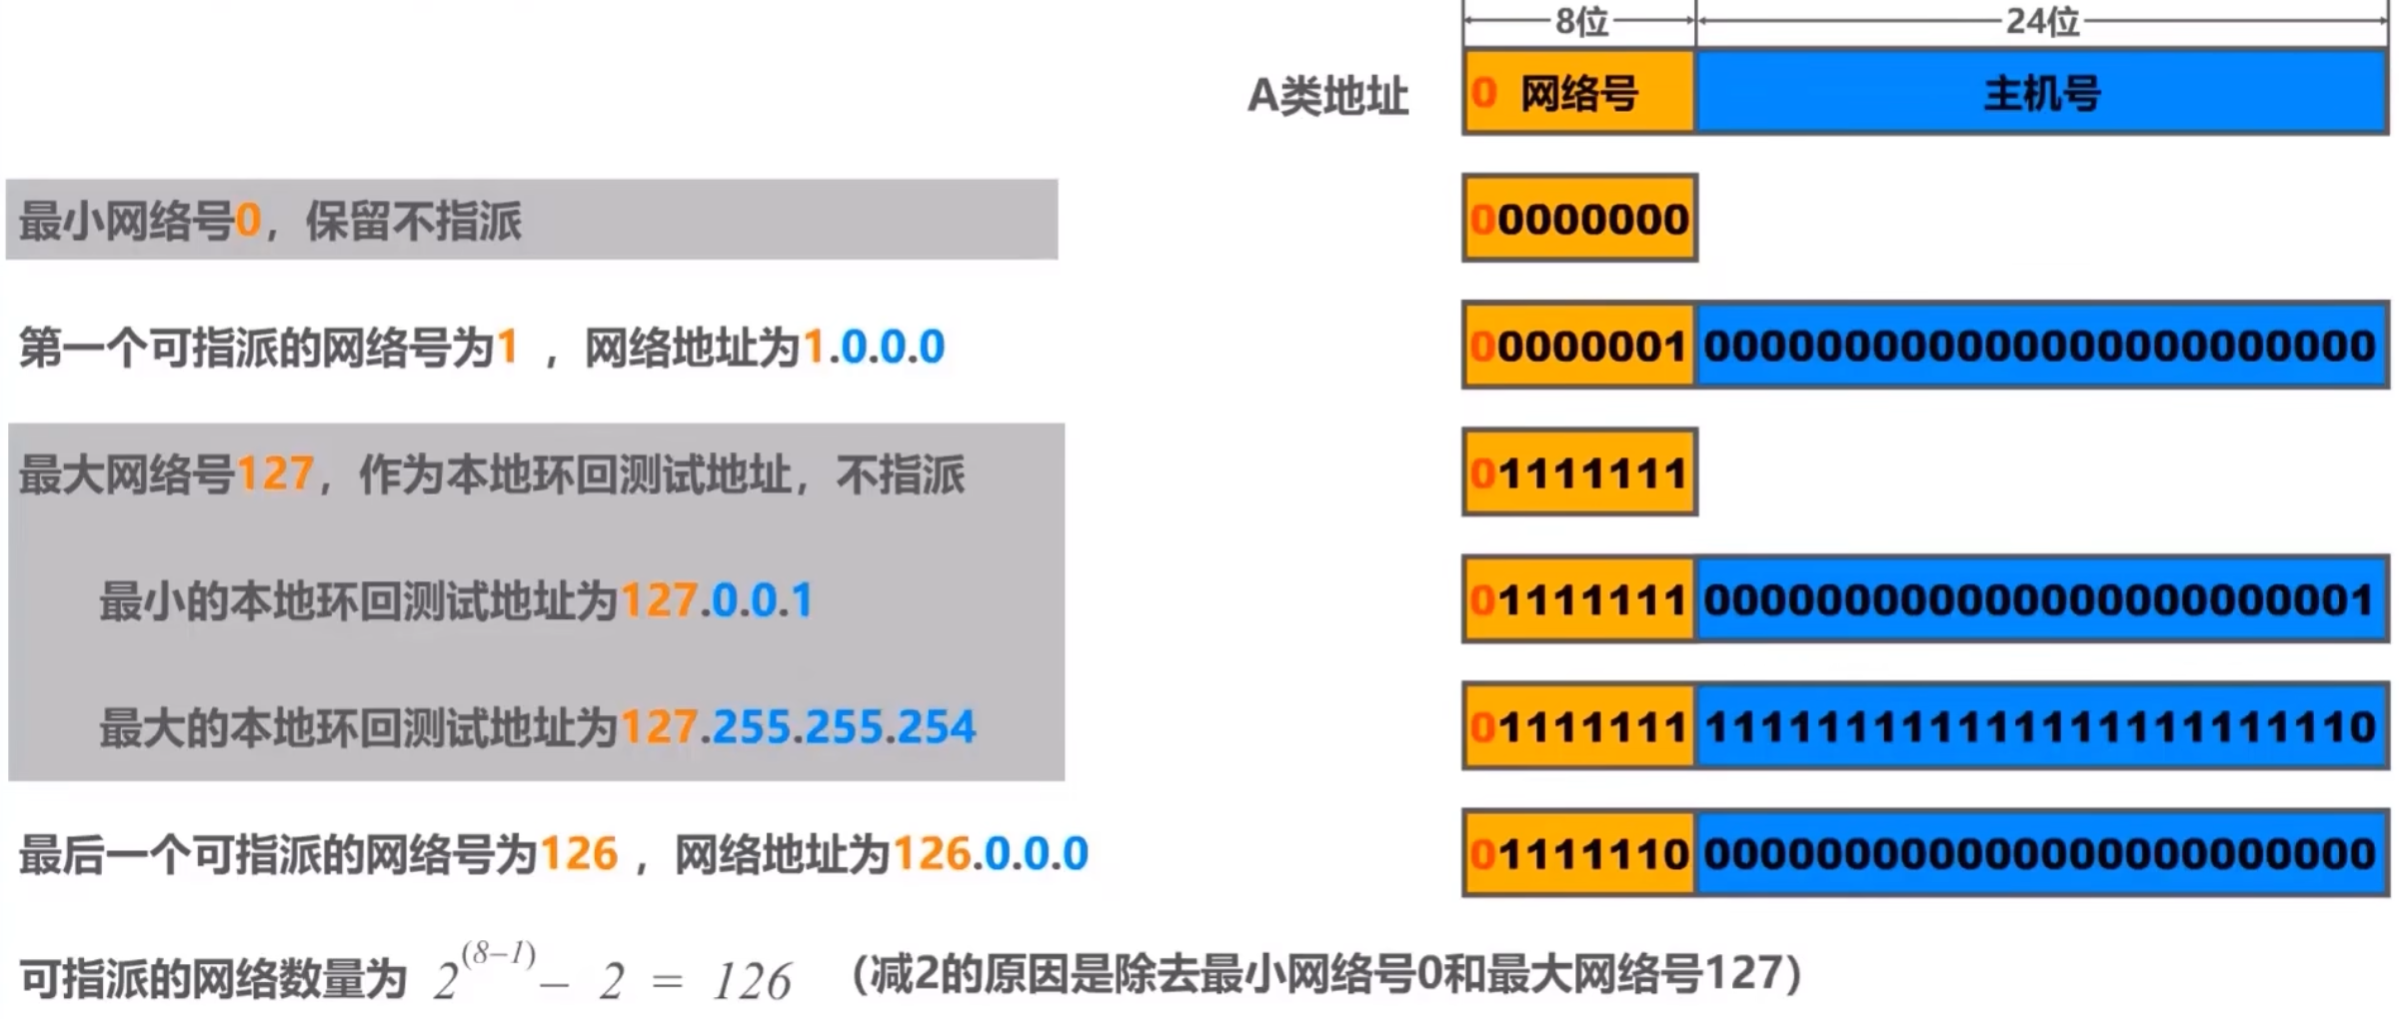 8位 24位
A类地址 0 网络号 主机号
最小网络号0，保留不指派 00000000
第一个可指派的网络号为1 ，网络地址为1.0.0.0 00000001 000000000000000000000000
最大网络号127，作为本地环回测试地址，不指派 01111111
最小的本地环回测试地址为127.0.0.1 01111111 000000000000000000000001
最大的本地环回测试地址为127.255.255.254 01111111 111111111111111111111110
最后一个可指派的网络号为126 ，网络地址为126.0.0.0 01111110 000000000000000000000000
可指派的网络数量为 2^(8–1) – 2 = 126 （减2的原因是除去最小网络号0和最大网络号127）